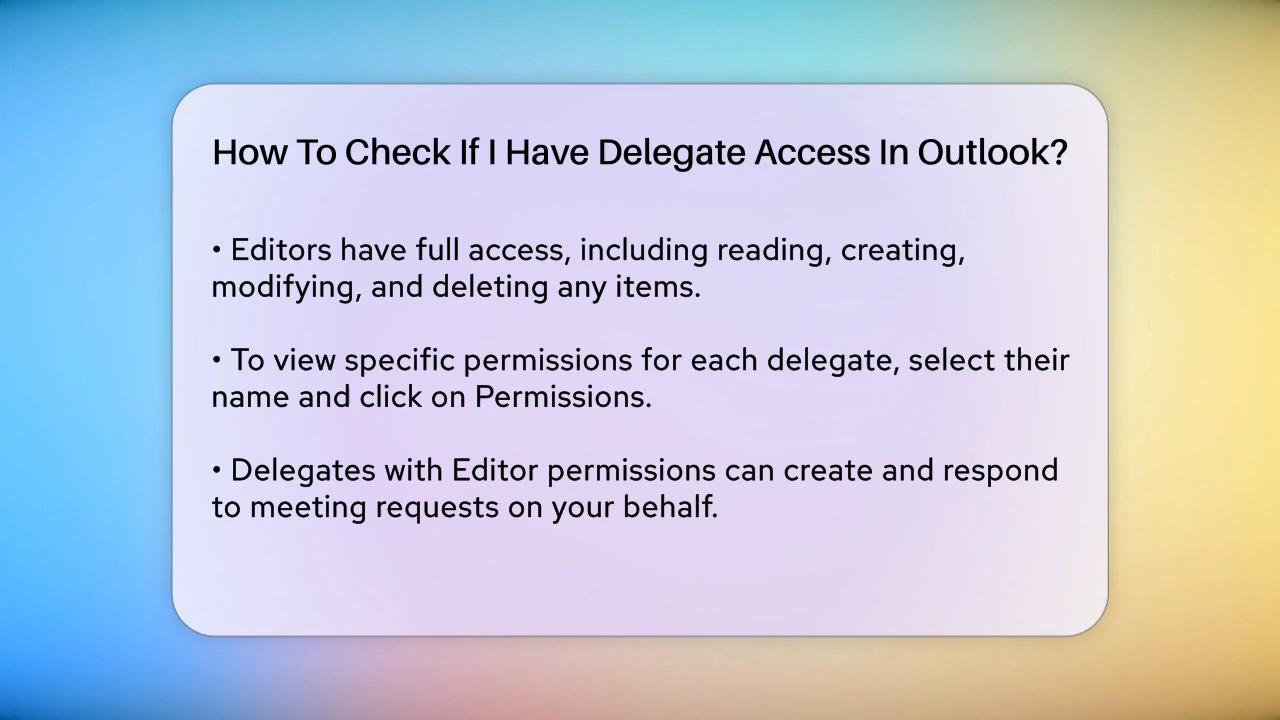 How To Check If I Have Delegate Access In Outlook?
• Editors have full access, including reading, creating,
modifying, and deleting any items.
• To view specific permissions for each delegate, select their
name and click on Permissions.
• Delegates with Editor permissions can create and respond
to meeting requests on your behalf.